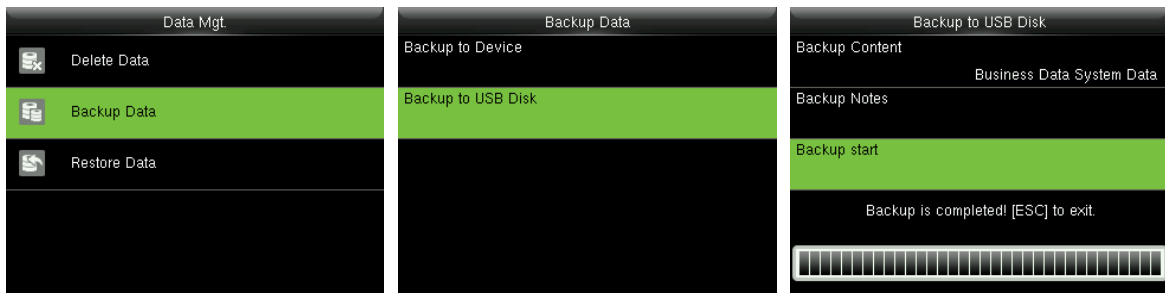 Data Mgt.
Delete Data
Backup Data
Restore Data
Backup Data
Backup to Device
Backup to USB Disk
Backup to USB Disk
Backup Content
Business Data System Data
Backup Notes
Backup start
Backup is completed! [ESC] to exit.